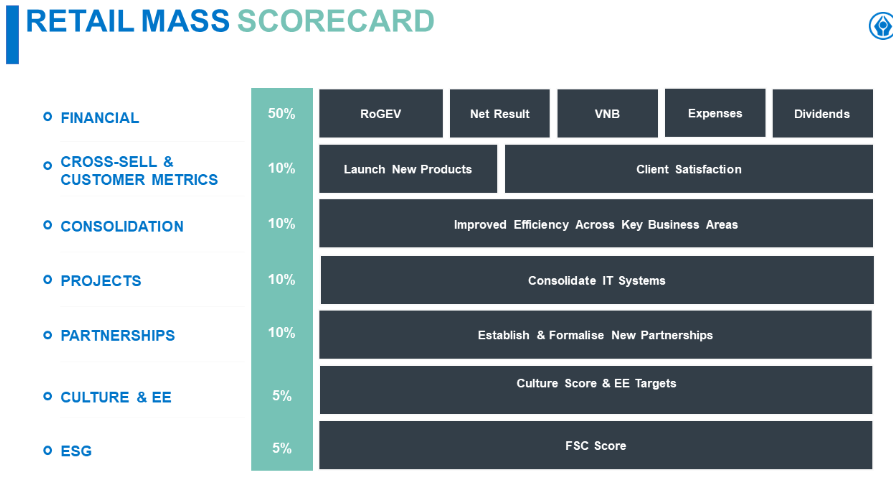 RETAIL MASS SCORECARD
FINANCIAL
50%
RoGEV
Net Result
VNB
Expenses
Dividends
CROSS-SELL &
CUSTOMER METRICS
10%
Launch New Products
Client Satisfaction
CONSOLIDATION
10%
Improved Efficiency Across Key Business Areas
PROJECTS
10%
Consolidate IT Systems
PARTNERSHIPS
10%
Establish & Formalise New Partnerships
CULTURE & EE
5%
Culture Score & EE Targets
ESG
5%
FSC Score